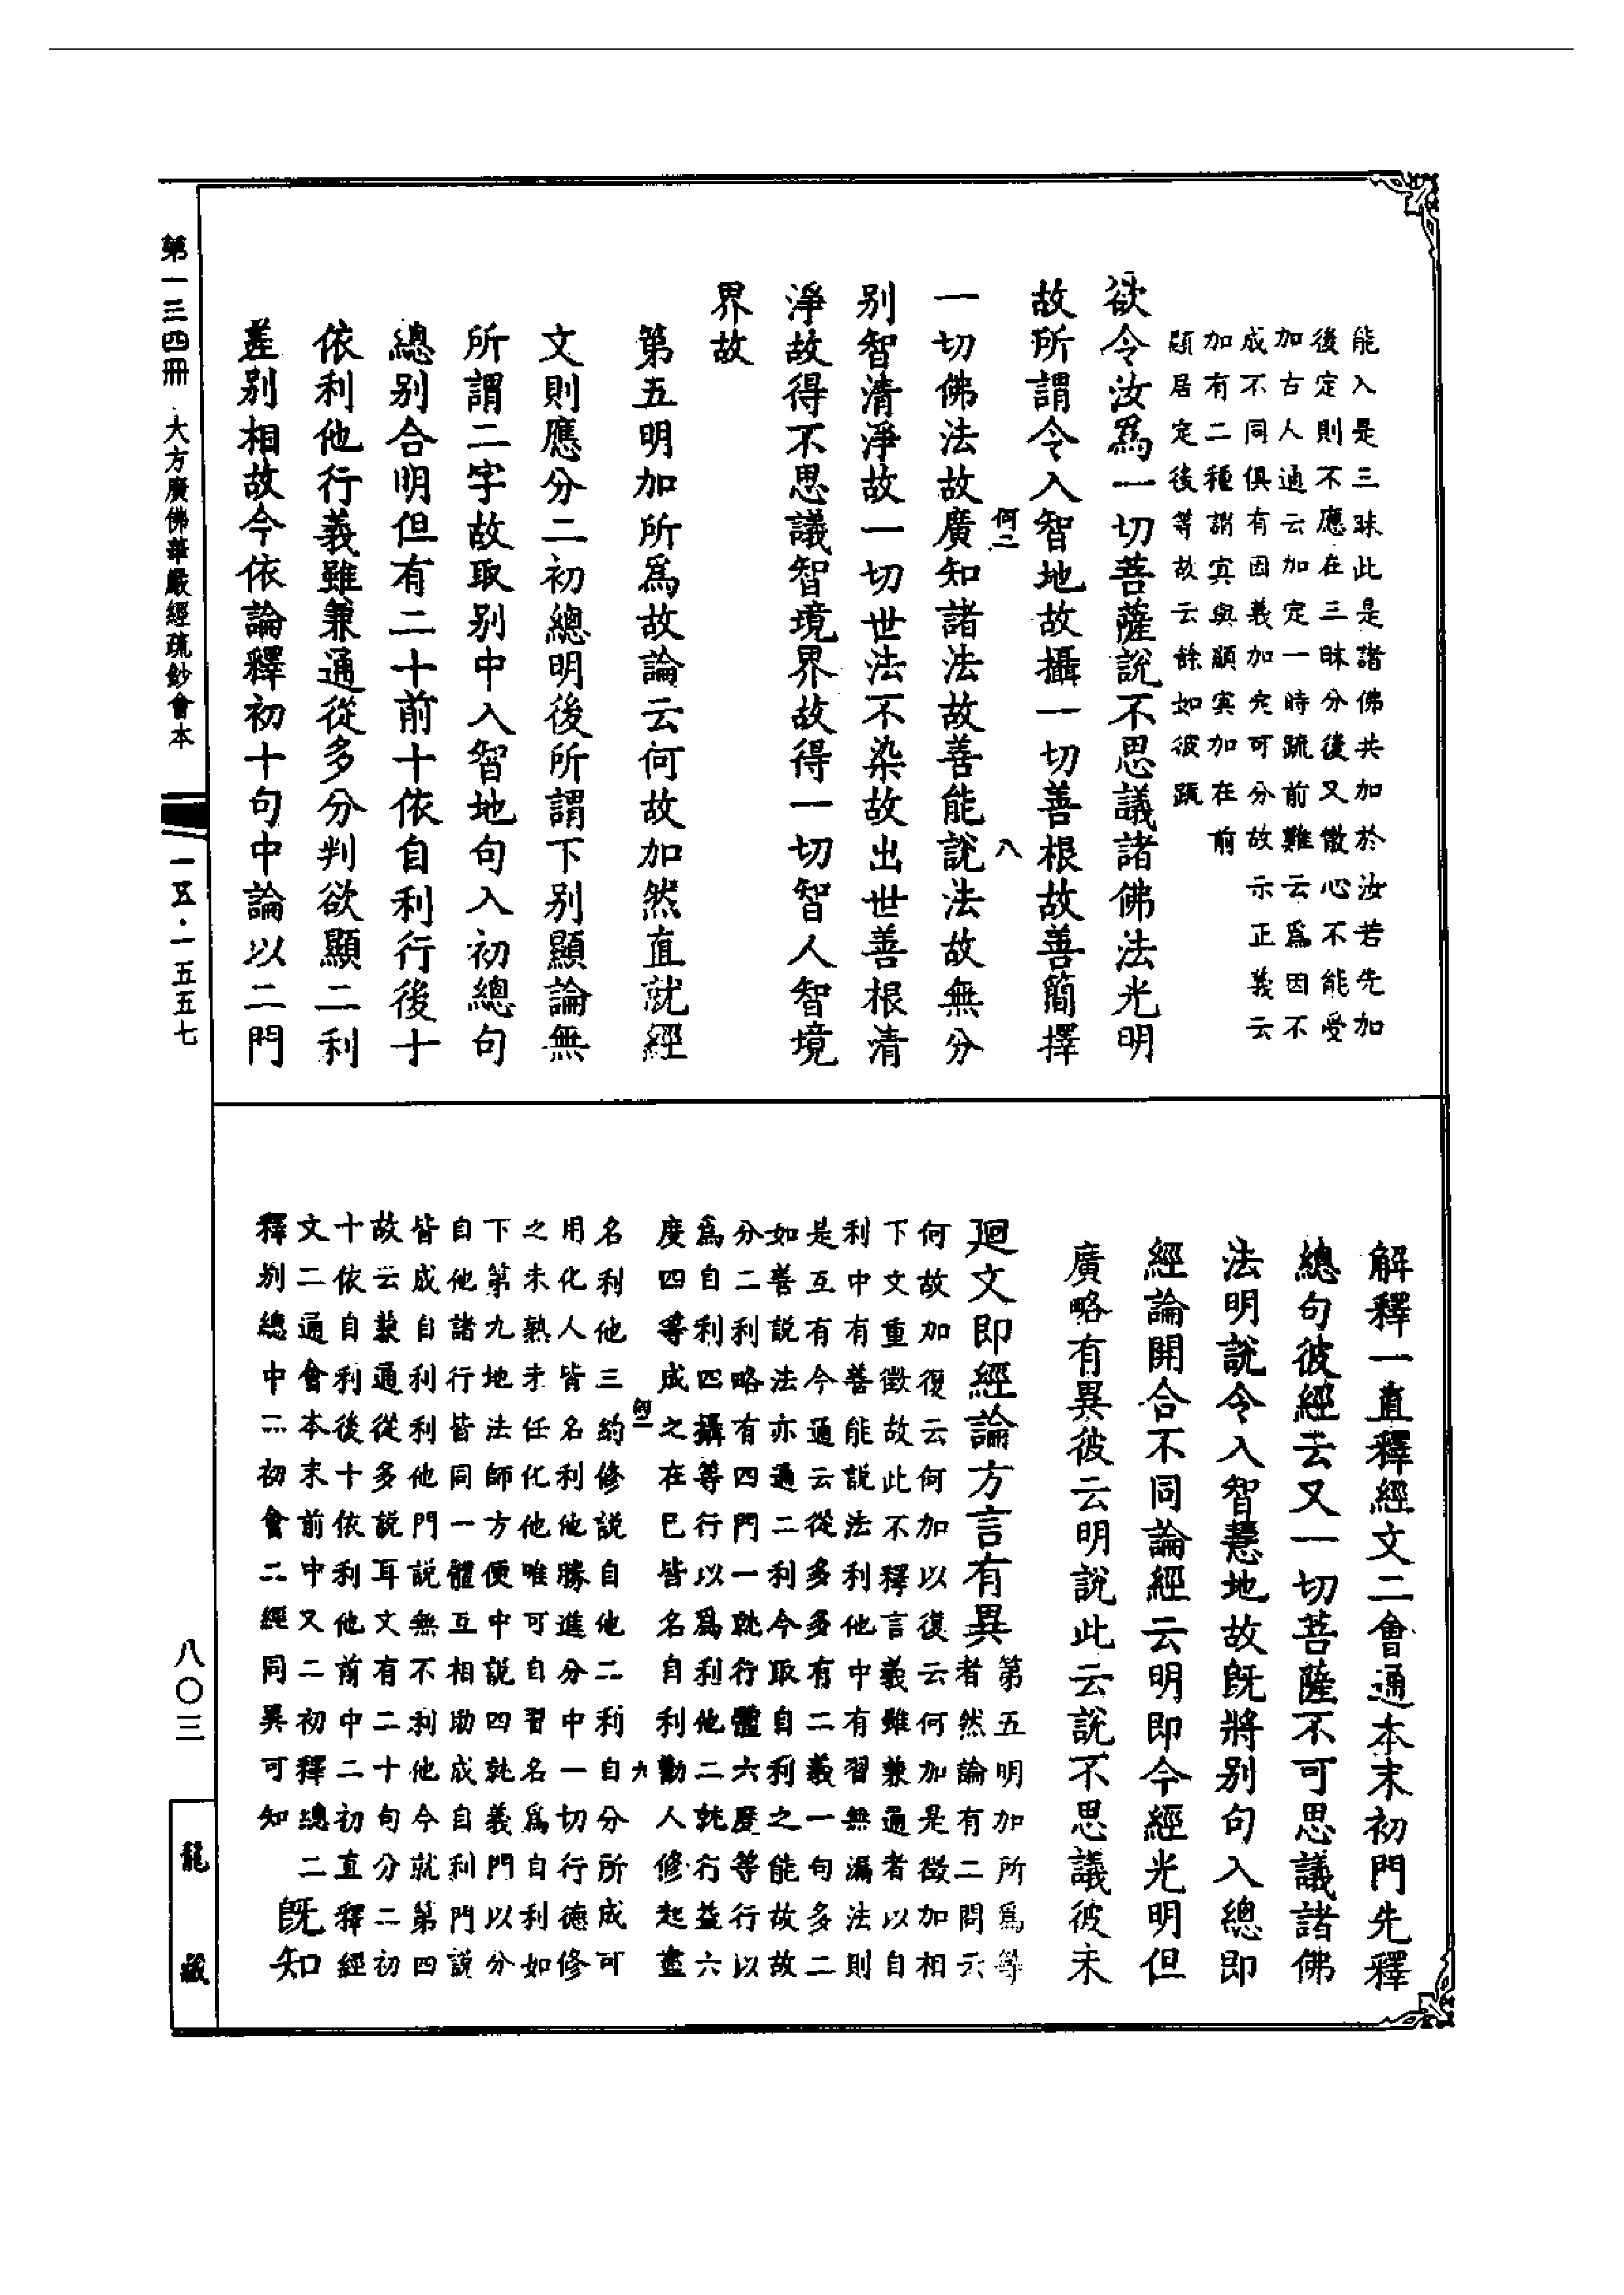 能入是三昧此是諸佛共加於汝若先加
後定則不應在三昧分後又散心不能受
加古人通云加定一時疏前難云爲因不
成不同俱有因義加定可分故示正義云
加有二種謂冥與顯冥加在前
顯居定後等故云餘如彼疏
欲令汝爲一切菩薩說不思議諸佛法光明
故所謂令入智地故攝一切善根故善簡擇
何二
八
一切佛法故廣知諸法故善能說法故無分
別智清淨故一切世法不染故出世善根清
淨故得不思議智境界故得一切智人智境
界故
第五明加所爲故論云何故加然直就經
文則應分二初總明後所謂下別顯論無
所謂二字故取別中入智地句入初總句
總別合明但有二十前十依自利行後十
依利他行義雖兼通從多分判欲顯二利
差別相故今依論釋初十句中論以二門
第一三四冊 大方廣佛華嚴經疏鈔會本
一五·一五五七
解釋一直釋經文二會通本末初門先釋
總句彼經云又一切菩薩不可思議諸佛
法明說令入智慧地故既將別句入總即
經論開合不同論經云明即今經光明但
廣略有異彼云明說此云說不思議彼未
迴文即經論方言有異
第五明加所爲等
者然論有二問云
何故加復云何加以復云何加是徵加相
下文重徵故此不釋言義雖兼通者以自
利中有善能說法利他中有習無漏法則
是互有今通云從多多有二義一句多二
如善說法亦通二利今取自利之能故故
分二利略有四門一就行體六度等行以
爲自利四攝等行以爲利他二就行益六
度四等成之在已皆名自利勸人修起盡
何二
九
名利他三約修說自他二利自分所成可
用化人皆名利他勝進分中一切行德修
之未熟未任化他唯可自習名爲自利如
下第九地法師方便中說四就義門以分
自他諸行皆同一體互相助成自利門說
皆成自利利他門說無不利他今就第四
故云兼通從多說耳文有二十句分二初
十依自利後十依利他前中二初直釋經
文二通會本末前中又二初釋總二
釋別總中二初會二經同異可知
既知
八〇三
龍藏